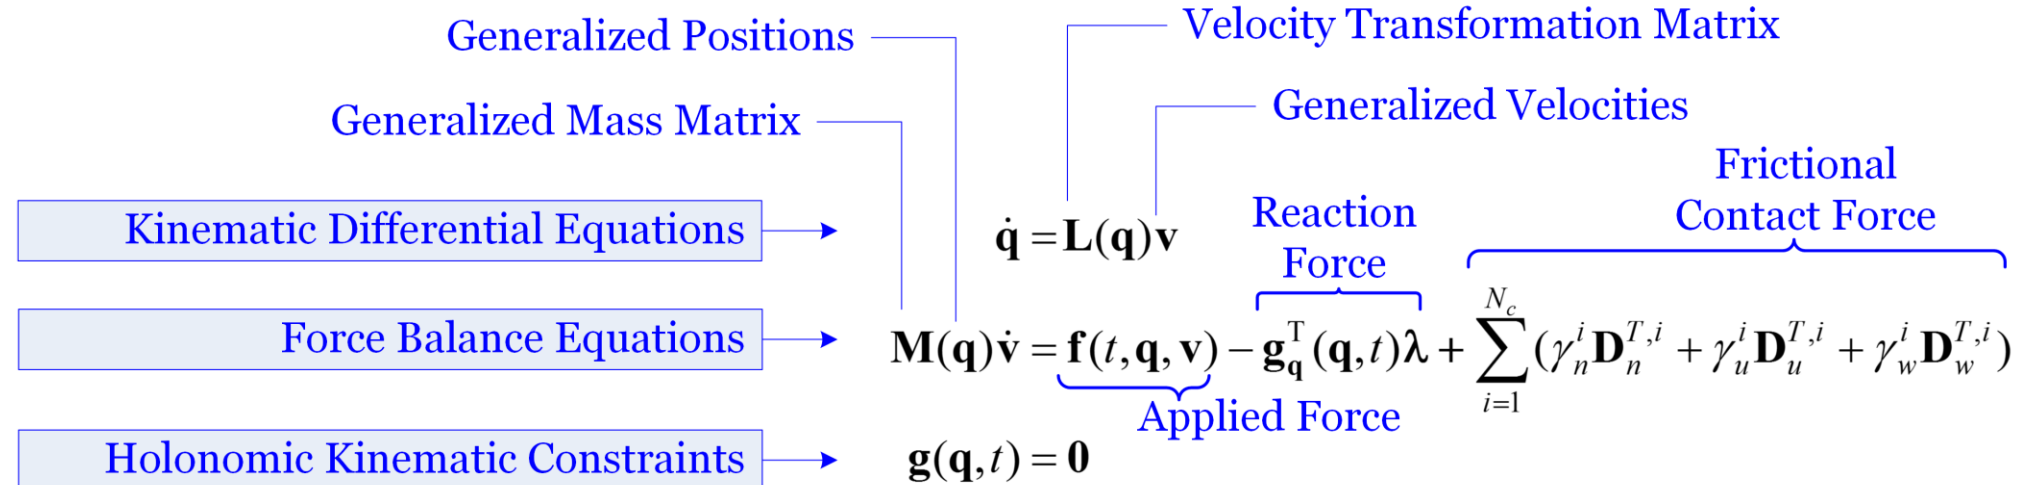 Generalized Positions
Velocity Transformation Matrix
Generalized Mass Matrix
Generalized Velocities
Kinematic Differential Equations
q̇ = L(q)v
Reaction
Force
Frictional
Contact Force
Force Balance Equations
M(q)v̇ = f(t,q,v) − g_q^T(q,t)λ + ∑_{i=1}^{N_c}(γ_n^i D_n^{T,i} + γ_u^i D_u^{T,i} + γ_w^i D_w^{T,i})
Applied Force
Holonomic Kinematic Constraints
g(q,t) = 0